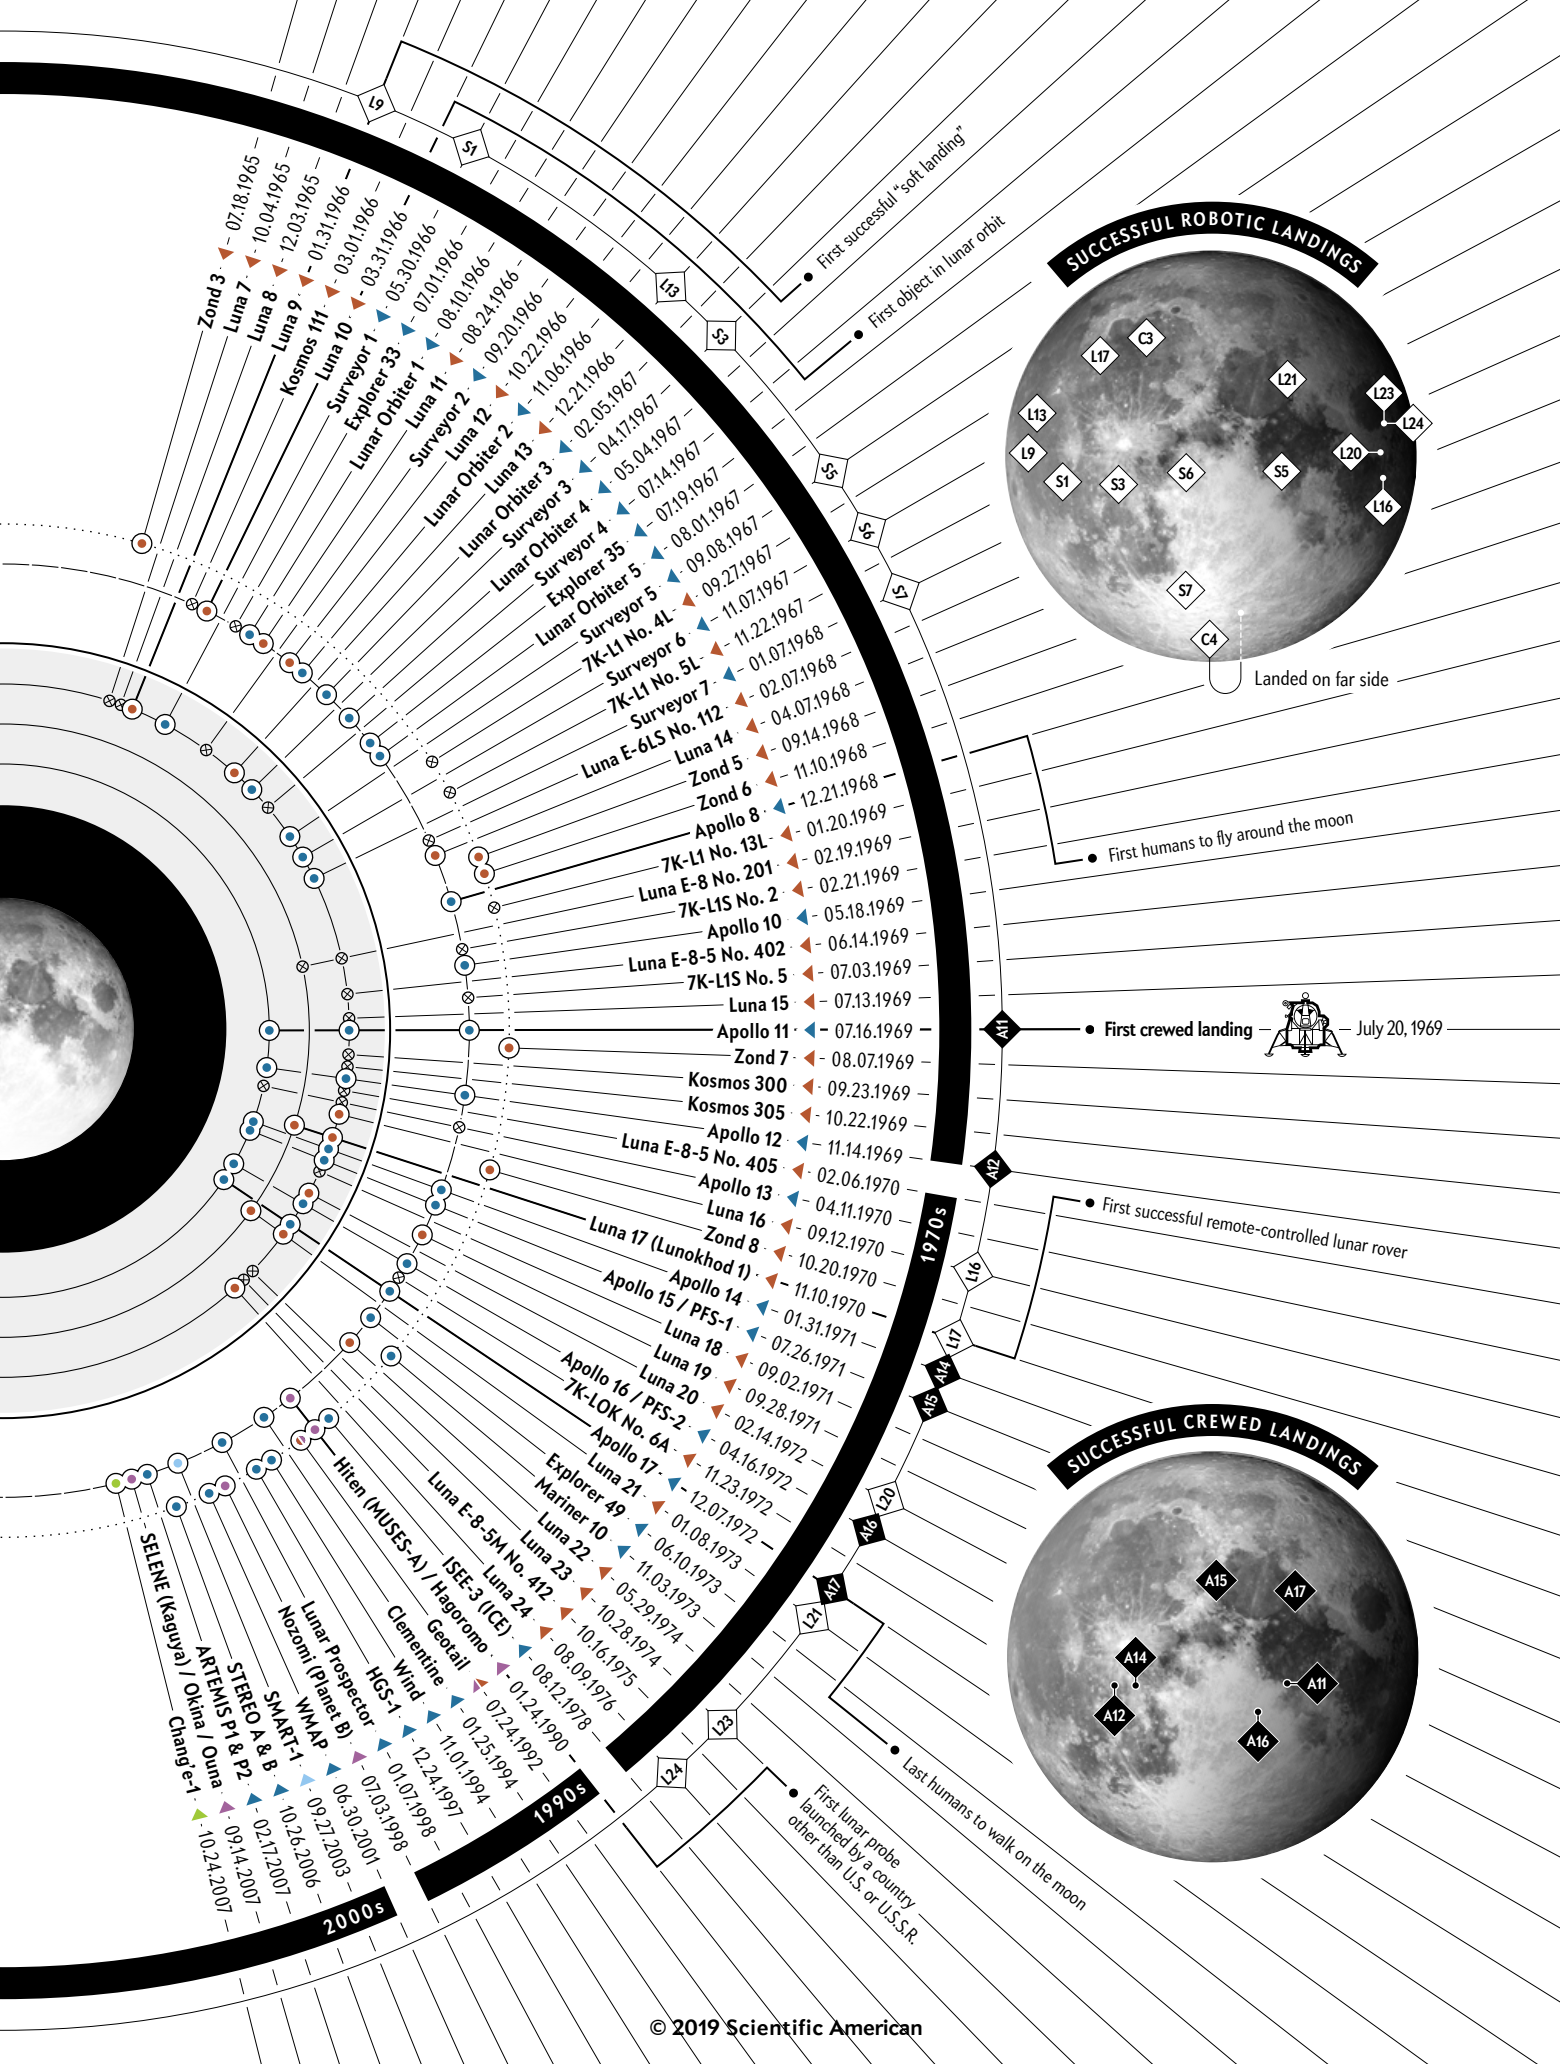 L9
S1
L13
S3
S5
S6
S7
A11
A12
L16
L17
A14
A15
L20
A16
A17
L21
L23
L24
First successful “soft landing”
First object in lunar orbit
First humans to fly around the moon
First crewed landing
July 20, 1969
First successful remote-controlled lunar rover
Last humans to walk on the moon
First lunar probe
launched by a country
other than U.S. or U.S.S.R.
SUCCESSFUL ROBOTIC LANDINGS
C3
L17
L21
L23
L13
L24
L9
L20
S1
S3
S6
S5
L16
S7
C4
Landed on far side
SUCCESSFUL CREWED LANDINGS
A15
A17
A14
A11
A12
A16
Zond 3 07.18.1965
Luna 7 10.04.1965
Luna 8 12.03.1965
Luna 9 01.31.1966
Kosmos 111 03.01.1966
Luna 10 03.31.1966
Surveyor 1 05.30.1966
Explorer 33 07.01.1966
Lunar Orbiter 1 08.10.1966
Luna 11 08.24.1966
Surveyor 2 09.20.1966
Luna 12 10.22.1966
Lunar Orbiter 2 11.06.1966
Luna 13 12.21.1966
Lunar Orbiter 3 02.05.1967
Surveyor 3 04.17.1967
Lunar Orbiter 4 05.04.1967
Surveyor 4 07.14.1967
Explorer 35 07.19.1967
Lunar Orbiter 5 08.01.1967
Surveyor 5 09.08.1967
7K-L1 No. 4L 09.27.1967
Surveyor 6 11.07.1967
7K-L1 No. 5L 11.22.1967
Surveyor 7 01.07.1968
Luna E-6LS No. 112 02.07.1968
Luna 14 04.07.1968
Zond 5 09.14.1968
Zond 6 11.10.1968
Apollo 8 12.21.1968
7K-L1 No. 13L 01.20.1969
Luna E-8 No. 201 02.19.1969
7K-L1S No. 2 02.21.1969
Apollo 10 05.18.1969
Luna E-8-5 No. 402 06.14.1969
7K-L1S No. 5 07.03.1969
Luna 15 07.13.1969
Apollo 11 07.16.1969
Zond 7 08.07.1969
Kosmos 300 09.23.1969
Kosmos 305 10.22.1969
Apollo 12 11.14.1969
1970s
Luna E-8-5 No. 405 02.06.1970
Apollo 13 04.11.1970
Luna 16 09.12.1970
Zond 8 10.20.1970
Luna 17 (Lunokhod 1) 11.10.1970
Apollo 14 01.31.1971
Apollo 15 / PFS-1 07.26.1971
Luna 18 09.02.1971
Luna 19 09.28.1971
Luna 20 02.14.1972
Apollo 16 / PFS-2 04.16.1972
7K-LOK No. 6A 11.23.1972
Apollo 17 12.07.1972
Luna 21 01.08.1973
Explorer 49 06.10.1973
Mariner 10 11.03.1973
Luna 22 05.29.1974
Luna 23 10.28.1974
Luna E-8-5M No. 412 10.16.1975
Luna 24 08.09.1976
ISEE-3 (ICE) 08.12.1978
1990s
Hiten (MUSES-A) / Hagoromo 01.24.1990
Geotail 07.24.1992
Clementine 01.25.1994
Wind 11.01.1994
HGS-1 12.24.1997
Lunar Prospector 01.07.1998
Nozomi (Planet B) 07.03.1998
WMAP 06.30.2001
SMART-1 09.27.2003
STEREO A & B 10.26.2006
ARTEMIS P1 & P2 02.17.2007
SELENE (Kaguya) / Okina / Ouna 09.14.2007
Chang’e-1 10.24.2007
2000s
© 2019 Scientific American